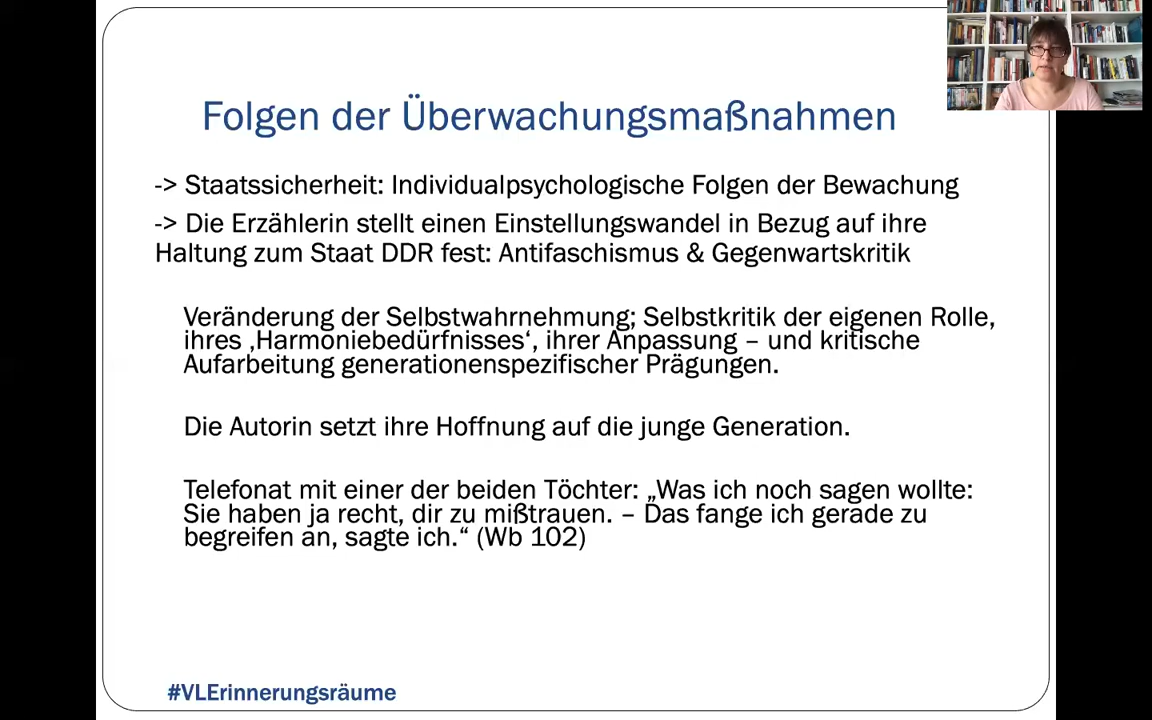 Folgen der Überwachungsmaßnahmen
-> Staatssicherheit: Individualpsychologische Folgen der Bewachung
-> Die Erzählerin stellt einen Einstellungswandel in Bezug auf ihre
Haltung zum Staat DDR fest: Antifaschismus & Gegenwartskritik
Veränderung der Selbstwahrnehmung; Selbstkritik der eigenen Rolle,
ihres ‚Harmoniebedürfnisses‘, ihrer Anpassung – und kritische
Aufarbeitung generationenspezifischer Prägungen.
Die Autorin setzt ihre Hoffnung auf die junge Generation.
Telefonat mit einer der beiden Töchter: „Was ich noch sagen wollte:
Sie haben ja recht, dir zu mißtrauen. – Das fange ich gerade zu
begreifen an, sagte ich.“ (Wb 102)
#VLErinnerungsräume